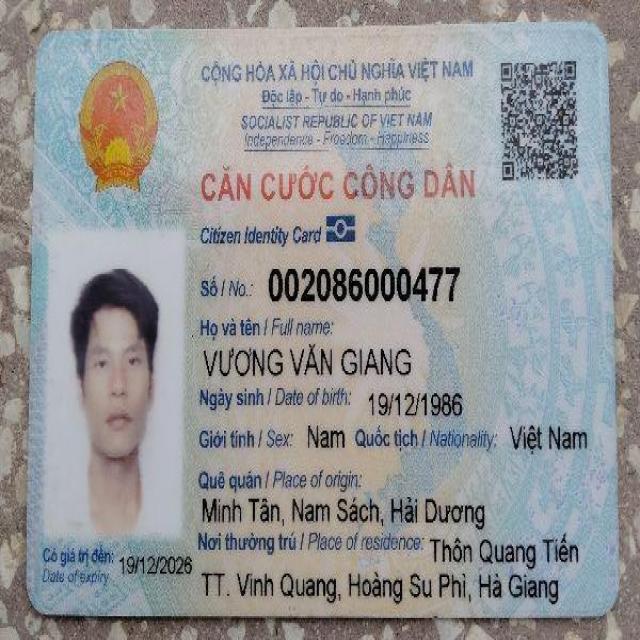 CỘNG HÒA XÃ HỘI CHỦ NGHĨA VIỆT NAM
Độc lập - Tự do - Hạnh phúc
SOCIALIST REPUBLIC OF VIET NAM
Independence - Freedom - Happiness
CĂN CƯỚC CÔNG DÂN
Citizen Identity Card
Số / No.: 002086000477
Họ và tên / Full name:
VƯƠNG VĂN GIANG
Ngày sinh / Date of birth: 19/12/1986
Giới tính / Sex: Nam Quốc tịch / Nationality: Việt Nam
Quê quán / Place of origin:
Minh Tân, Nam Sách, Hải Dương
Nơi thường trú / Place of residence: Thôn Quang Tiến
TT. Vinh Quang, Hoàng Su Phì, Hà Giang
Có giá trị đến: 19/12/2026
Date of expiry